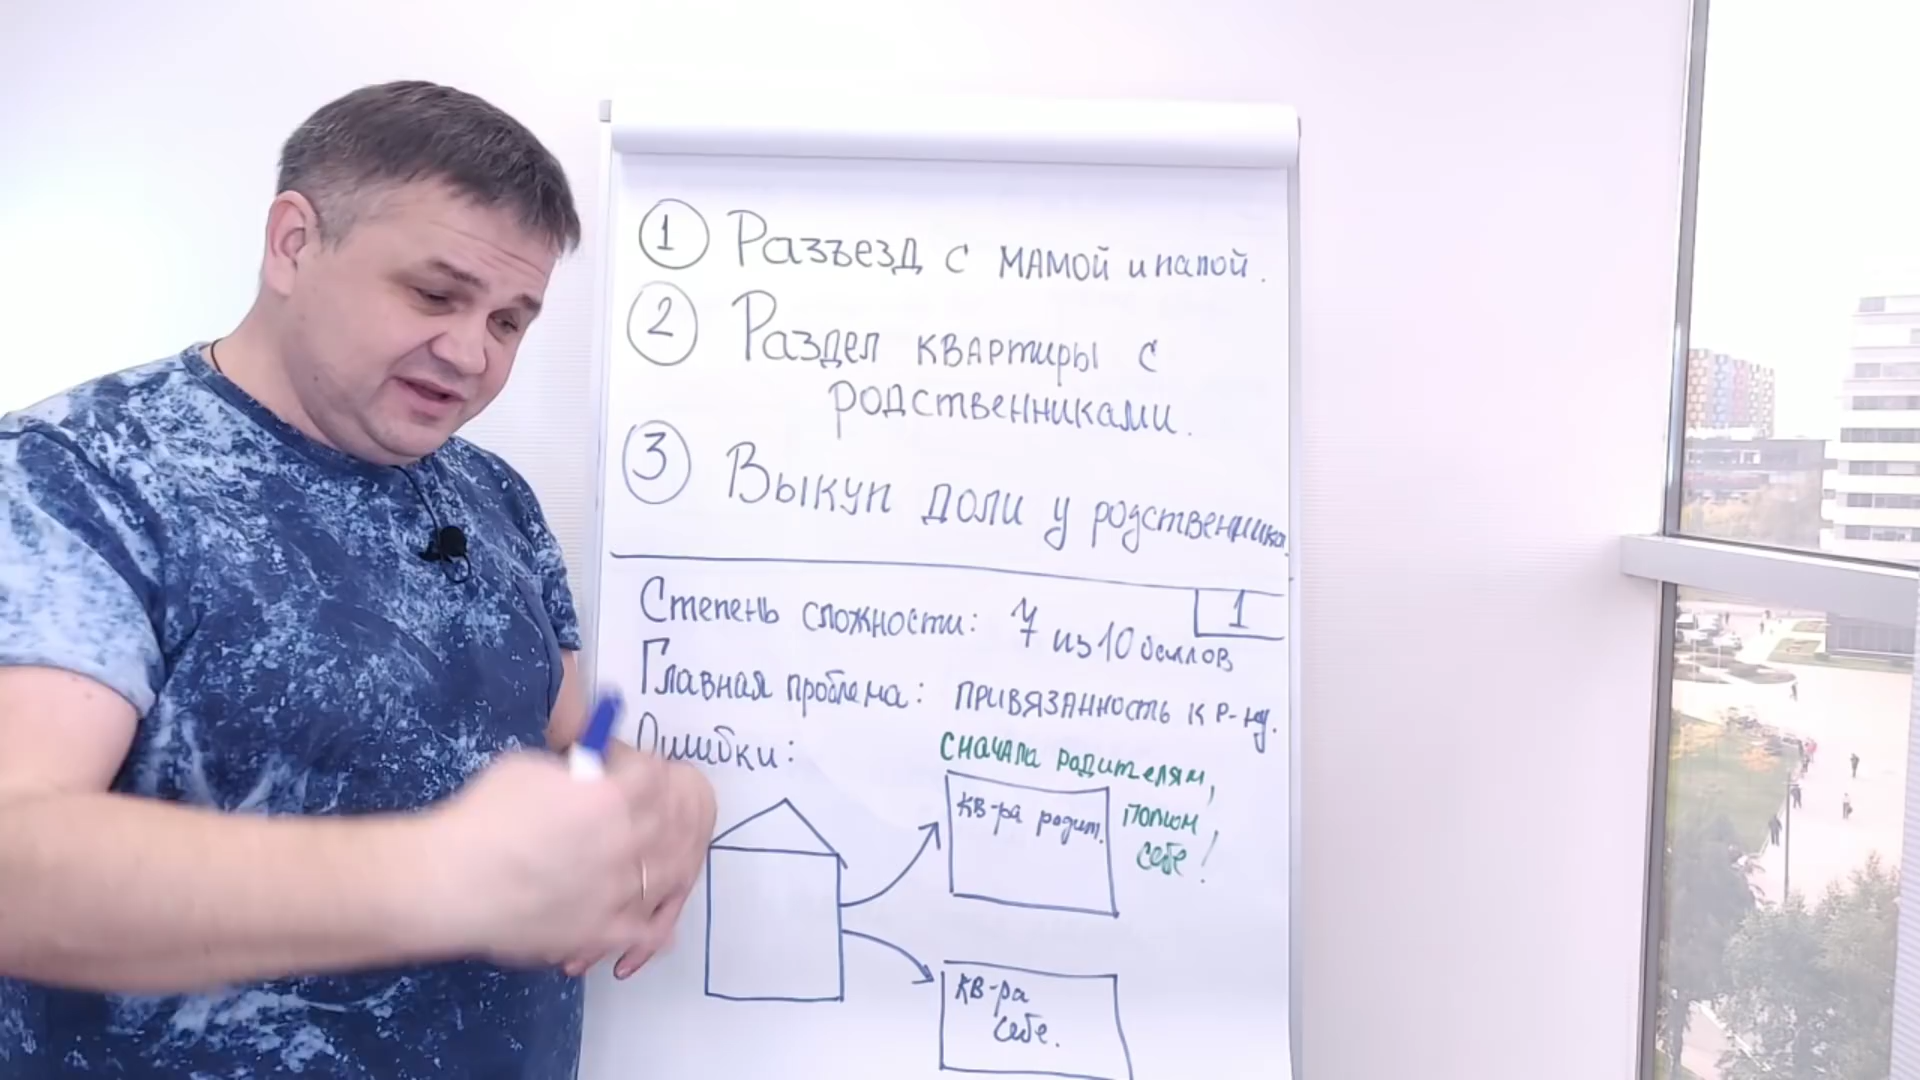 1 Разъезд с мамой и папой.
2 Раздел квартиры с
родственниками.
3 Выкуп доли у родственника.
1
Степень сложности: 7 из 10 баллов
Главная проблема: привязанность к р-ну.
Ошибки:
сначала родителям,
потом
себе!
кв-ра родит.
кв-ра
себе.